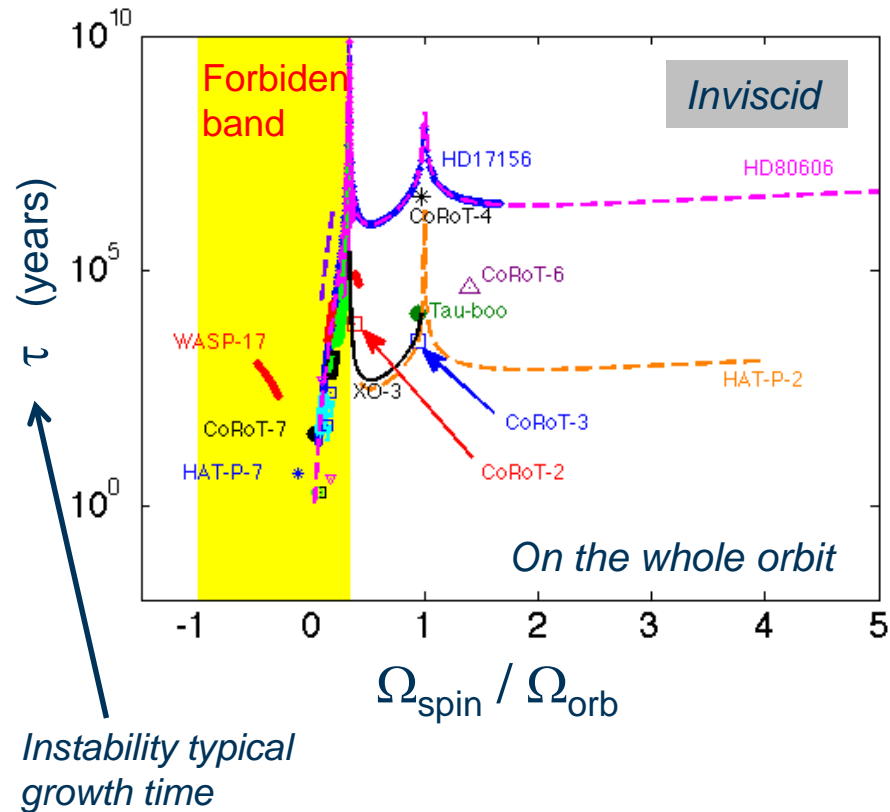 10^10
Forbiden
band
Inviscid
HD17156
HD80606
CoRoT-4
τ (years)
10^5
CoRoT-6
Tau-boo
WASP-17
XO-3
HAT-P-2
CoRoT-7
CoRoT-3
HAT-P-7
CoRoT-2
10^0
On the whole orbit
-1 0 1 2 3 4 5
Ω_spin / Ω_orb
Instability typical
growth time